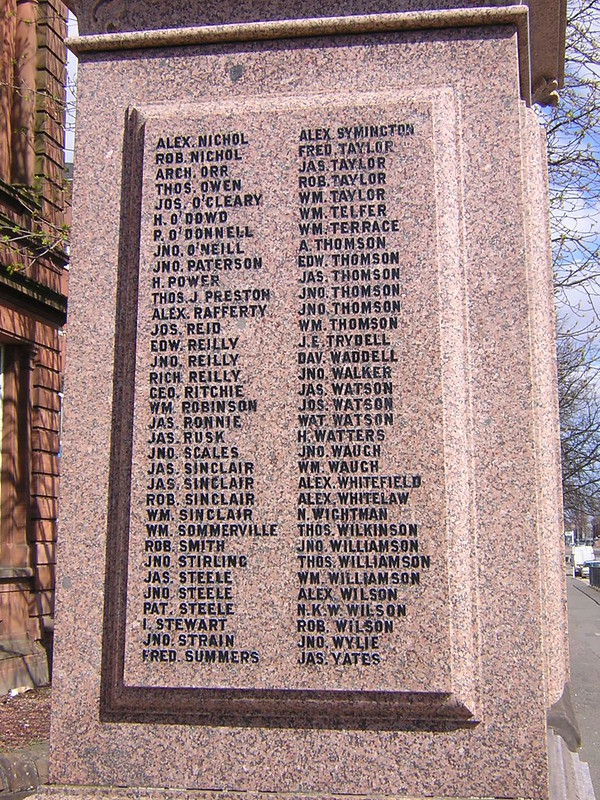 ALEX. NICHOL
ROB. NICHOL
ARCH. ORR
THOS. OWEN
JOS. O'CLEARY
H. O'DOWD
P. O'DONNELL
JNO. O'NEILL
JNO. PATERSON
H. POWER
THOS. J. PRESTON
ALEX. RAFFERTY
JOS. REID
EDW. REILLY
JNO. REILLY
RICH. REILLY
GEO. RITCHIE
WM. ROBINSON
JAS. RONNIE
JAS. RUSK
JNO. SCALES
JAS. SINCLAIR
JAS. SINCLAIR
ROB. SINCLAIR
WM. SINCLAIR
WM. SOMMERVILLE
ROB. SMITH
JNO. STIRLING
JAS. STEELE
JNO. STEELE
PAT. STEELE
I. STEWART
JNO. STRAIN
FRED. SUMMERS
ALEX. SYMINGTON
FRED. TAYLOR
JAS. TAYLOR
ROB. TAYLOR
WM. TAYLOR
WM. TELFER
WM. TERRACE
A. THOMSON
EDW. THOMSON
JAS. THOMSON
JNO. THOMSON
JNO. THOMSON
WM. THOMSON
J. E. TRYDELL
DAV. WADDELL
JNO. WALKER
JAS. WATSON
JOS. WATSON
WAT. WATSON
H. WATTERS
JNO. WAUCH
WM. WAUCH
ALEX. WHITEFIELD
ALEX. WHITELAW
N. WIGHTMAN
THOS. WILKINSON
JNO. WILLIAMSON
THOS. WILLIAMSON
WM. WILLIAMSON
ALEX. WILSON
N. K. W. WILSON
ROB. WILSON
JNO. WYLIE
JAS. YATES